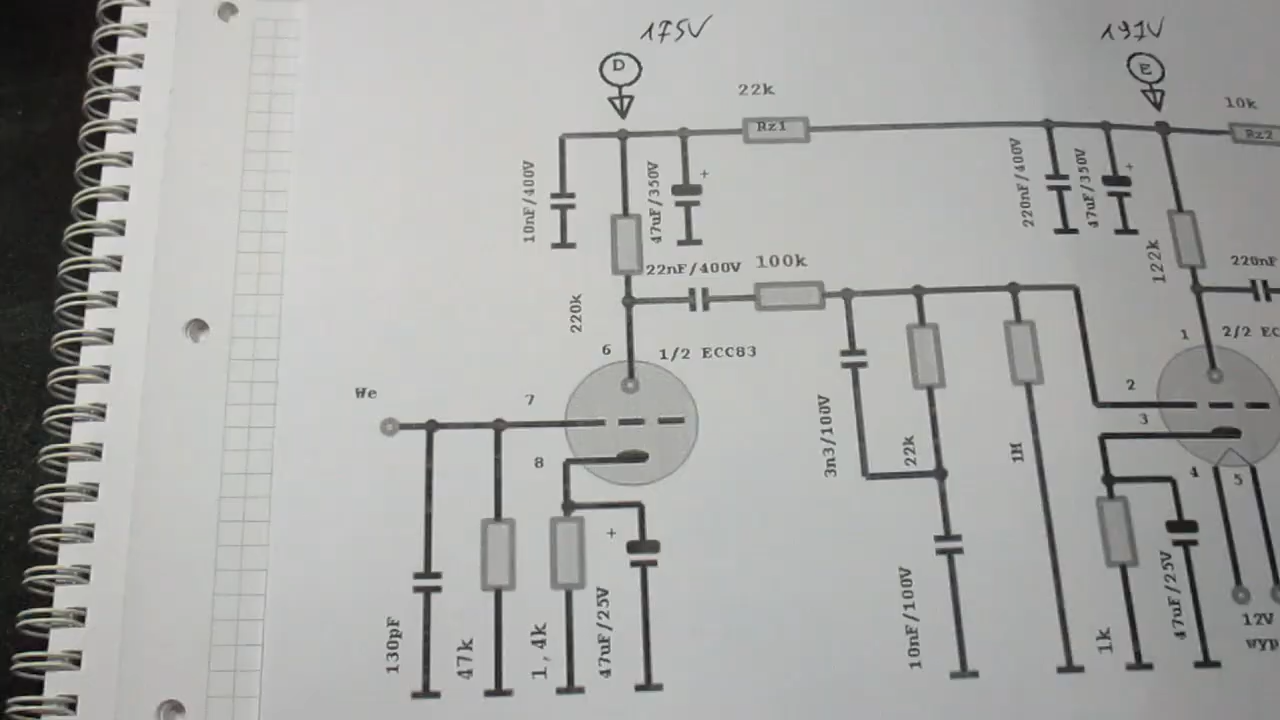 175V
191V
D
E
22k
10k
Rz1
Rz2
10nF/400V
47uF/350V
+
220nF/400V
47uF/350V
+
22nF/400V
100k
122k
220nF
220k
6
1/2 ECC83
1
2/2 EC
We
7
2
3
8
3n3/100V
22k
1M
4
5
+
130pF
47k
1,4k
47uF/25V
10nF/100V
1k
47uF/25V
12V
wyp